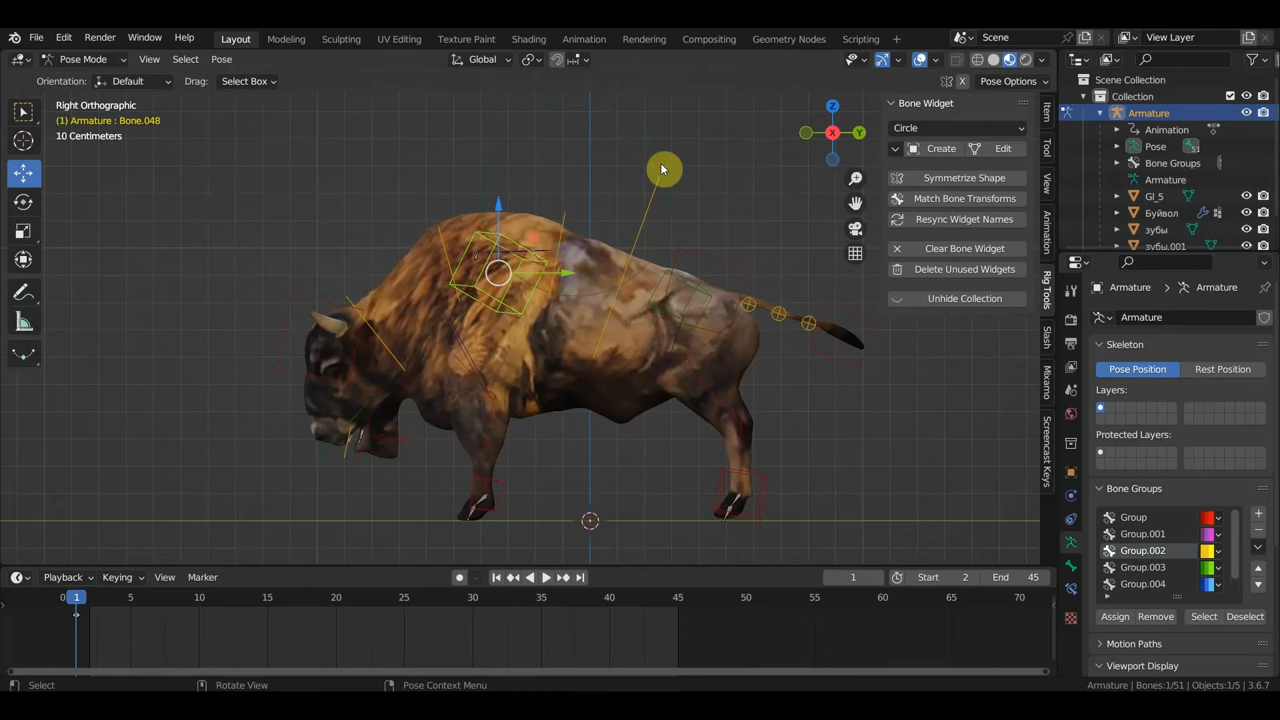 File Edit Render Window Help Layout Modeling Sculpting UV Editing Texture Paint Shading Animation Rendering Compositing Geometry Nodes Scripting + Scene View Layer
Pose Mode View Select Pose Global
Orientation: Default Drag: Select Box X Pose Options
Right Orthographic
(1) Armature : Bone.048
10 Centimeters
Z
Y
X
Bone Widget
Circle
Create Edit
Symmetrize Shape
Match Bone Transforms
Resync Widget Names
Clear Bone Widget
Delete Unused Widgets
Unhide Collection
Item
Tool
View
Animation
Rig Tools
Slash
Mixamo
Screencast Keys
Scene Collection
Collection
Armature
Animation
Pose 51
Bone Groups
Armature
Gl_5
Буйвол
зубы
зубы.001
Armature Armature
Armature
Skeleton
Pose Position Rest Position
Layers:
Protected Layers:
Bone Groups
Group
Group.001
Group.002
Group.003
Group.004
Assign Remove Select Deselect
Motion Paths
Viewport Display
Playback Keying View Marker 1 Start 2 End 45
0 1 5 10 15 20 25 30 35 40 45 50 55 60 65 70
Select Rotate View Pose Context Menu Armature | Bones:1/51 | Objects:1/5 | 3.6.7